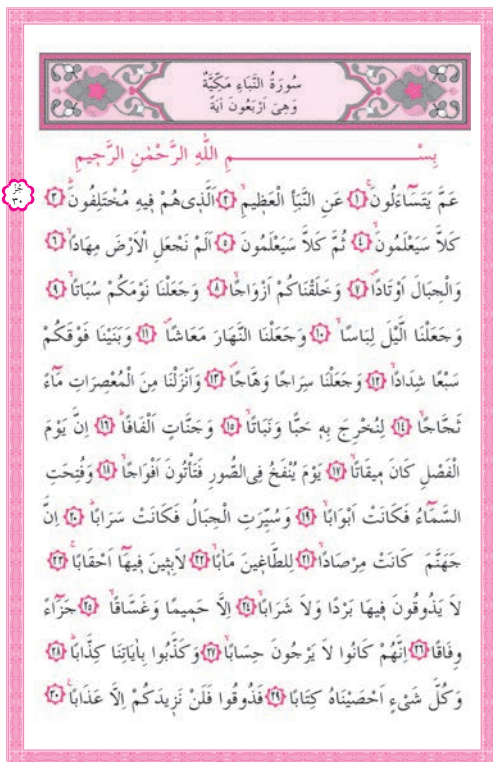 سُورَةُ النَّبَاءِ مَكِّيَّةٌ
وَهِىَ اَرْبَعُونَ اٰيَةً
بِسْمِ اللّٰهِ الرَّحْمٰنِ الرَّحِيمِ
جُزْ ٣٠
عَمَّ يَتَسَٓاءَلُونَۚ ﴿١﴾ عَنِ النَّبَأِ الْعَظِيمِۙ ﴿٢﴾ اَلَّذِى هُمْ فِيهِ مُخْتَلِفُونَۜ ﴿٣﴾
كَلَّا سَيَعْلَمُونَۙ ﴿٤﴾ ثُمَّ كَلَّا سَيَعْلَمُونَ ﴿٥﴾ اَلَمْ نَجْعَلِ الْاَرْضَ مِهَادًاۙ ﴿٦﴾
وَالْجِبَالَ اَوْتَادًاۖ ﴿٧﴾ وَخَلَقْنَاكُمْ اَزْوَاجًاۙ ﴿٨﴾ وَجَعَلْنَا نَوْمَكُمْ سُبَاتًاۙ ﴿٩﴾
وَجَعَلْنَا الَّيْلَ لِبَاسًاۙ ﴿١٠﴾ وَجَعَلْنَا النَّهَارَ مَعَاشًاۖ ﴿١١﴾ وَبَنَيْنَا فَوْقَكُمْ
سَبْعًا شِدَادًاۙ ﴿١٢﴾ وَجَعَلْنَا سِرَاجًا وَهَّاجًاۖ ﴿١٣﴾ وَاَنْزَلْنَا مِنَ الْمُعْصِرَاتِ مَٓاءً
ثَجَّاجًاۙ ﴿١٤﴾ لِنُخْرِجَ بِهِ حَبًّا وَنَبَاتًاۙ ﴿١٥﴾ وَجَنَّاتٍ اَلْفَافًاۜ ﴿١٦﴾ اِنَّ يَوْمَ
الْفَصْلِ كَانَ مِيقَاتًاۙ ﴿١٧﴾ يَوْمَ يُنْفَخُ فِى الصُّورِ فَتَأْتُونَ اَفْوَاجًاۙ ﴿١٨﴾ وَفُتِحَتِ
السَّمَٓاءُ فَكَانَتْ اَبْوَابًاۙ ﴿١٩﴾ وَسُيِّرَتِ الْجِبَالُ فَكَانَتْ سَرَابًاۜ ﴿٢٠﴾ اِنَّ
جَهَنَّمَ كَانَتْ مِرْصَادًاۙ ﴿٢١﴾ لِلطَّاغِينَ مَاٰبًاۙ ﴿٢٢﴾ لَابِثِينَ فِيهَٓا اَحْقَابًاۚ ﴿٢٣﴾
لَا يَذُوقُونَ فِيهَا بَرْدًا وَلَا شَرَابًاۙ ﴿٢٤﴾ اِلَّا حَمِيمًا وَغَسَّاقًاۙ ﴿٢٥﴾ جَزَٓاءً
وِفَاقًاۜ ﴿٢٦﴾ اِنَّهُمْ كَانُوا لَا يَرْجُونَ حِسَابًاۙ ﴿٢٧﴾ وَكَذَّبُوا بِاٰيَاتِنَا كِذَّابًاۜ ﴿٢٨﴾
وَكُلَّ شَىْءٍ اَحْصَيْنَاهُ كِتَابًاۙ ﴿٢٩﴾ فَذُوقُوا فَلَنْ نَزِيدَكُمْ اِلَّا عَذَابًا۟ ﴿٣٠﴾